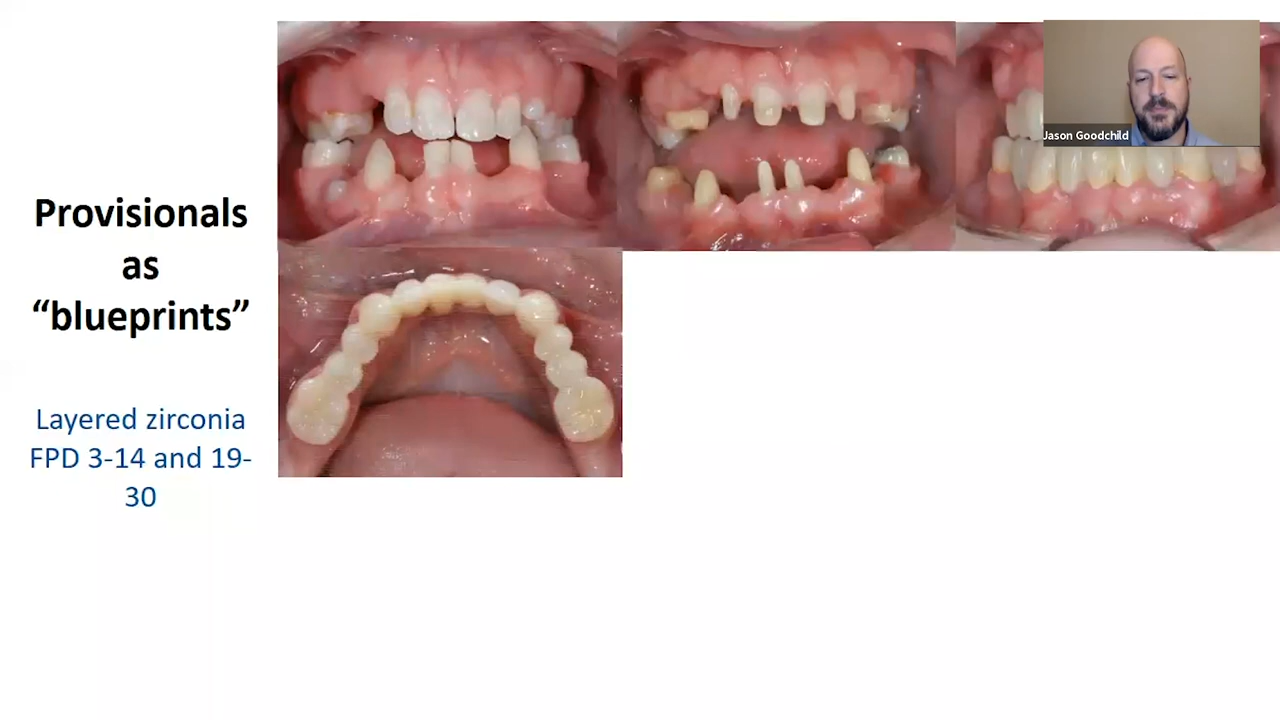 Provisionals
as
“blueprints”
Layered zirconia
FPD 3-14 and 19-
30
Jason Goodchild